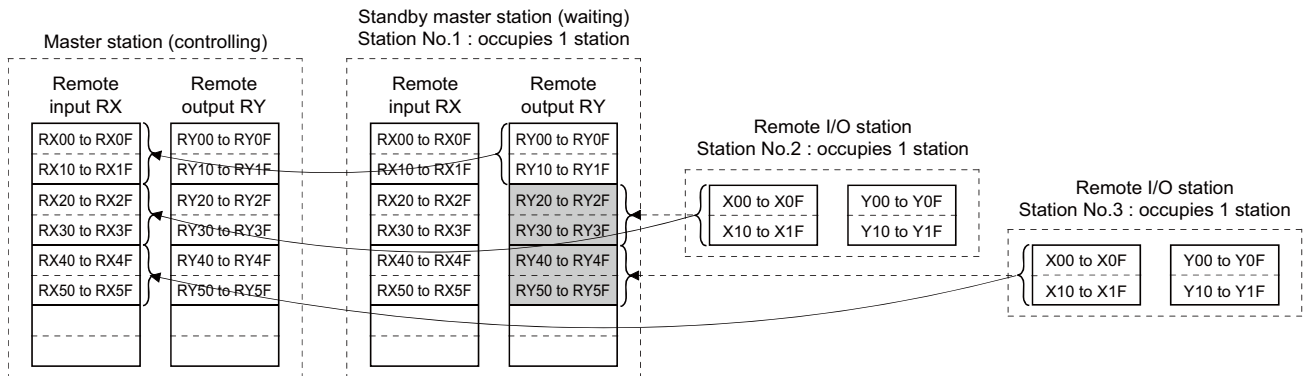 Master station (controlling)
Remote
input RX
Remote
output RY
RX00 to RX0F
RY00 to RY0F
RX10 to RX1F
RY10 to RY1F
RX20 to RX2F
RY20 to RY2F
RX30 to RX3F
RY30 to RY3F
RX40 to RX4F
RY40 to RY4F
RX50 to RX5F
RY50 to RY5F
Standby master station (waiting)
Station No.1 : occupies 1 station
Remote
input RX
Remote
output RY
RX00 to RX0F
RY00 to RY0F
RX10 to RX1F
RY10 to RY1F
RX20 to RX2F
RY20 to RY2F
RX30 to RX3F
RY30 to RY3F
RX40 to RX4F
RY40 to RY4F
RX50 to RX5F
RY50 to RY5F
Remote I/O station
Station No.2 : occupies 1 station
X00 to X0F
Y00 to Y0F
X10 to X1F
Y10 to Y1F
Remote I/O station
Station No.3 : occupies 1 station
X00 to X0F
Y00 to Y0F
X10 to X1F
Y10 to Y1F